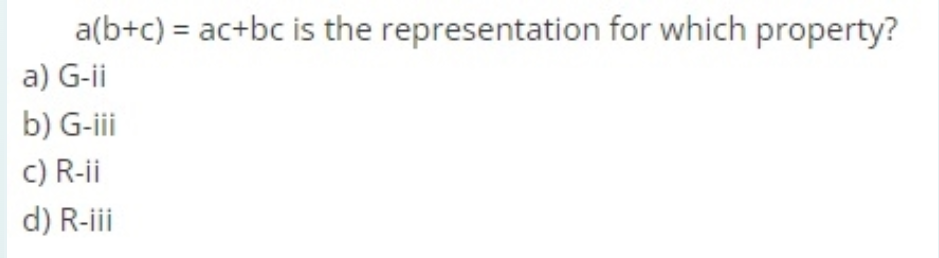 a(b+c) = ac+bc is the representation for which property?
a) G-ii
b) G-iii
c) R-ii
d) R-iii